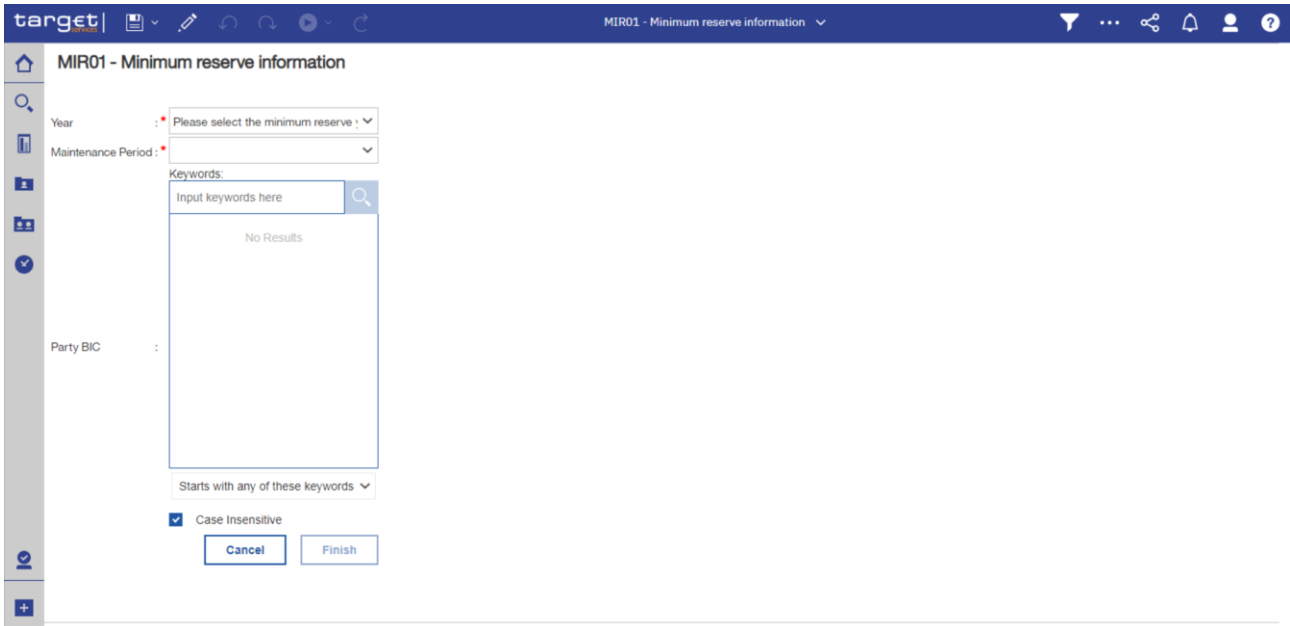 target|
services
MIR01 - Minimum reserve information
MIR01 - Minimum reserve information
Year :* Please select the minimum reserve y
Maintenance Period :*
Keywords:
Input keywords here
No Results
Party BIC :
Starts with any of these keywords
Case Insensitive
Cancel Finish